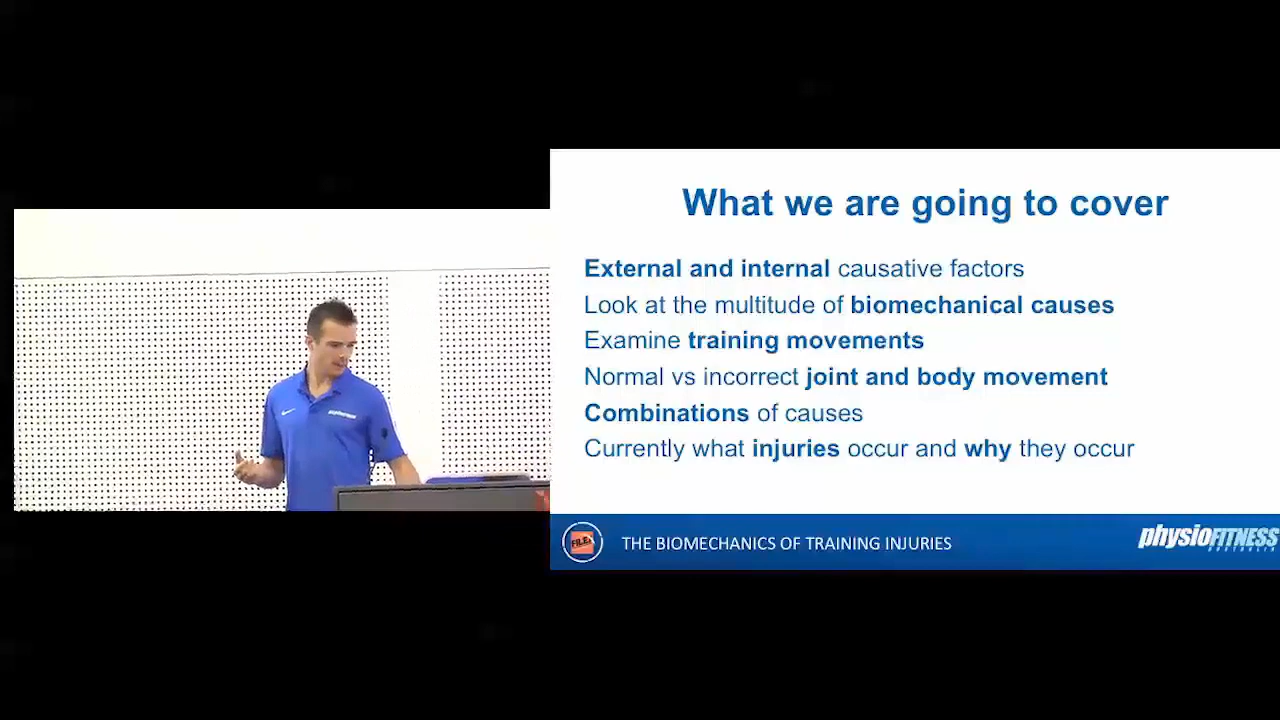 What we are going to cover
External and internal causative factors
Look at the multitude of biomechanical causes
Examine training movements
Normal vs incorrect joint and body movement
Combinations of causes
Currently what injuries occur and why they occur
FILEX
THE BIOMECHANICS OF TRAINING INJURIES
physioFITNESS
AUSTRALIA